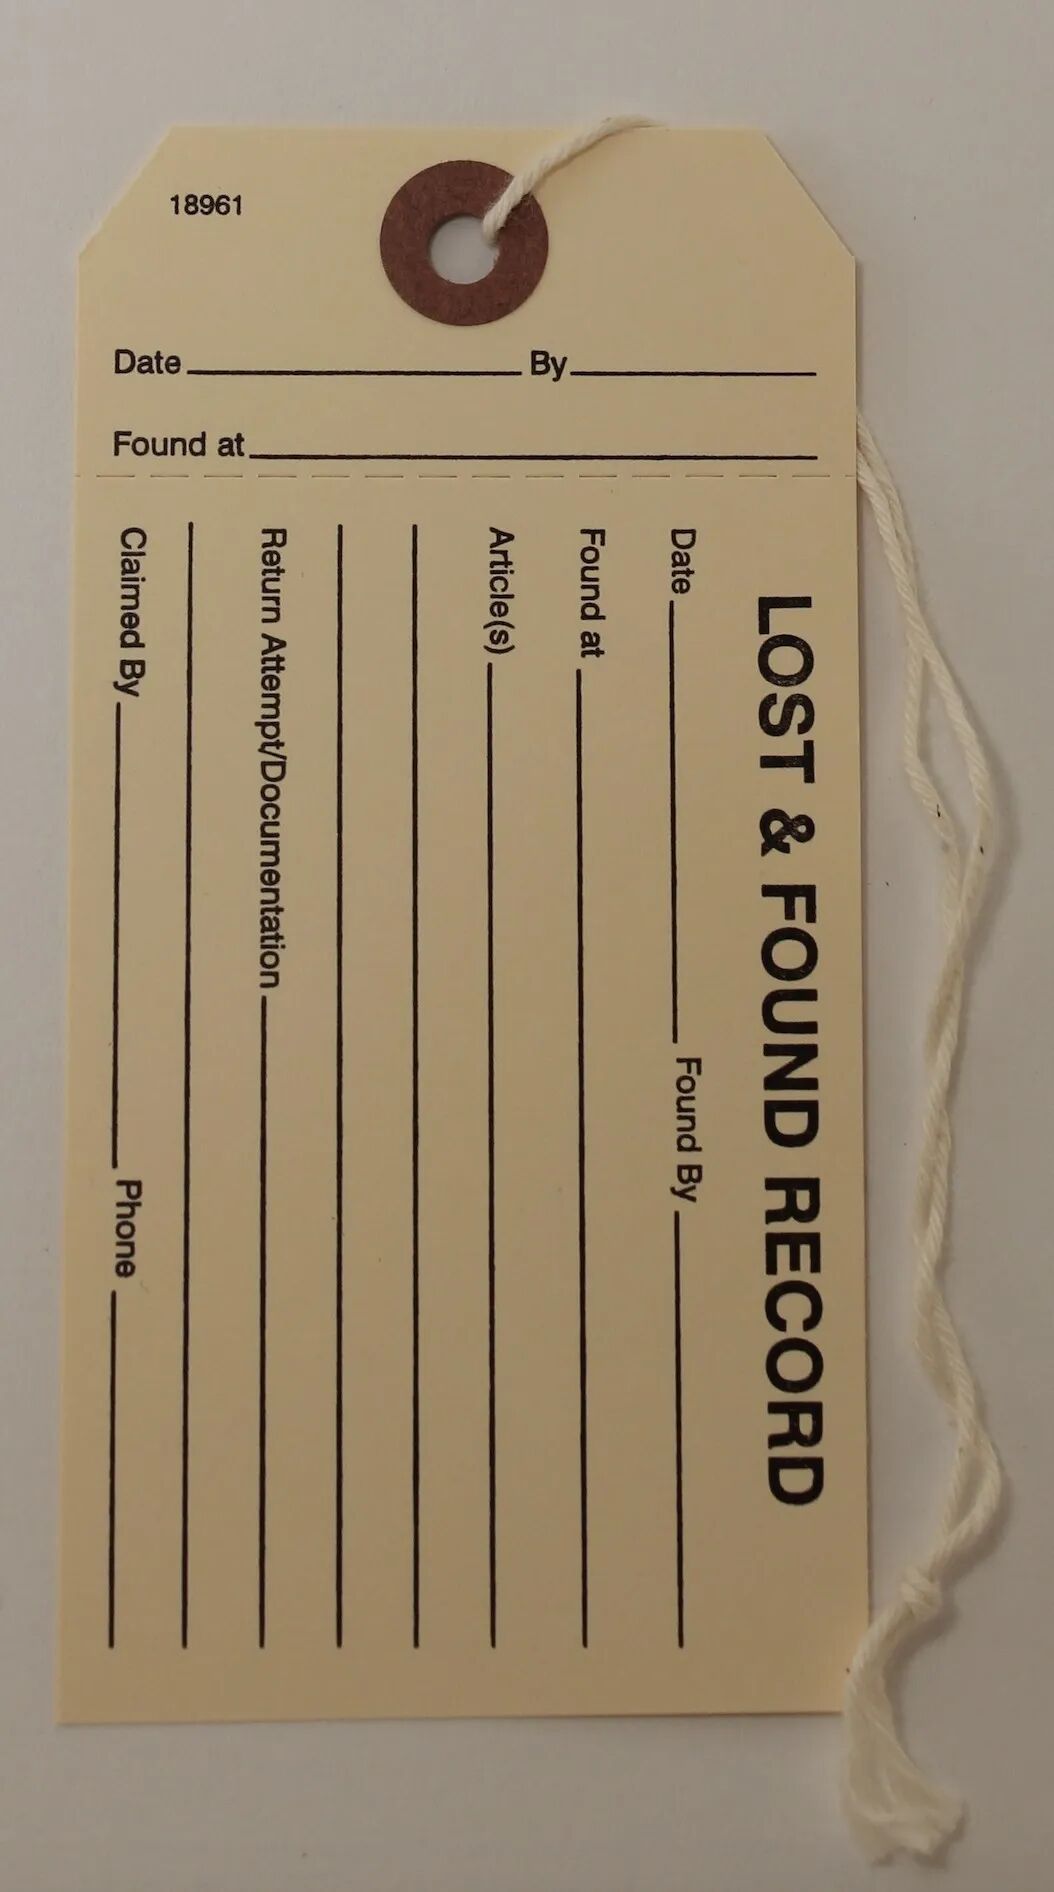 18961
Date By
Found at
LOST & FOUND RECORD
Date Found By
Found at
Article(s)
Return Attempt/Documentation
Claimed By Phone